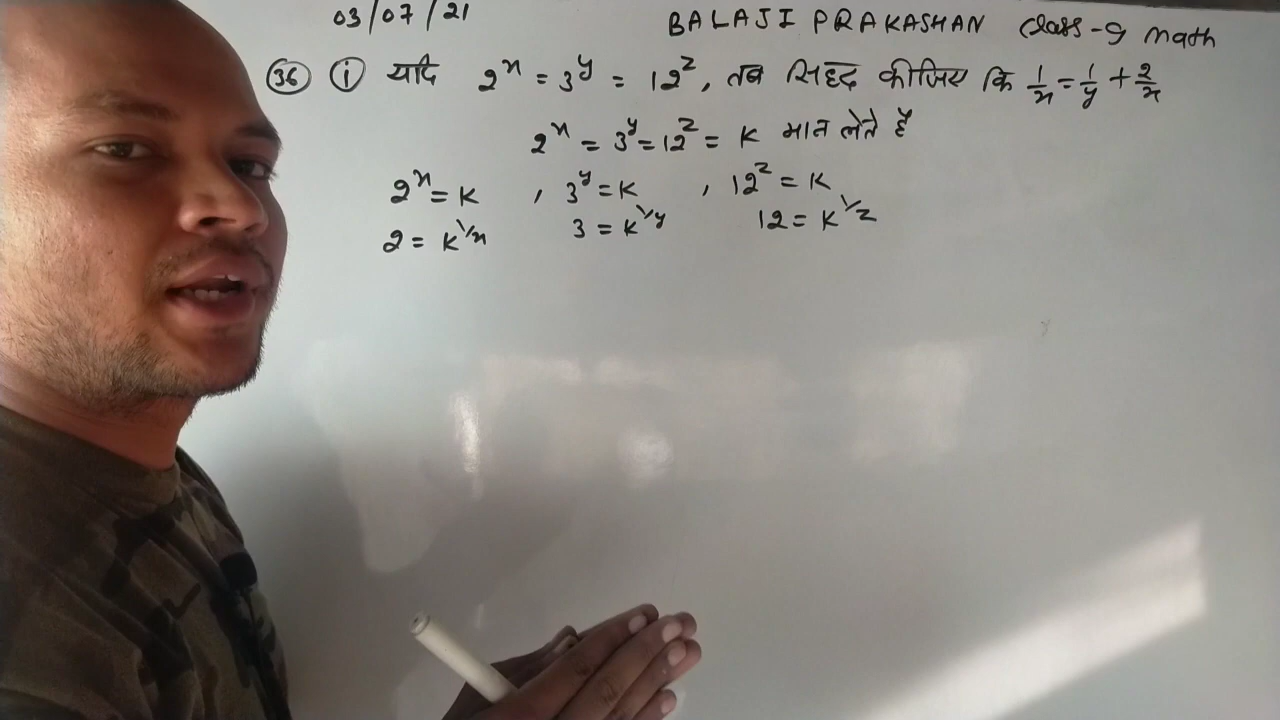 03/07/21 BALAJI PRAKASHAN Class-9 Math
36 i यदि 2^x = 3^y = 12^z, तब सिद्द कीजिए कि 1/x = 1/y + 2/x
2^x = 3^y = 12^z = K मान लेते हैं
2^x = K , 3^y = K , 12^z = K
2 = K^1/x 3 = K^1/y 12 = K^1/z